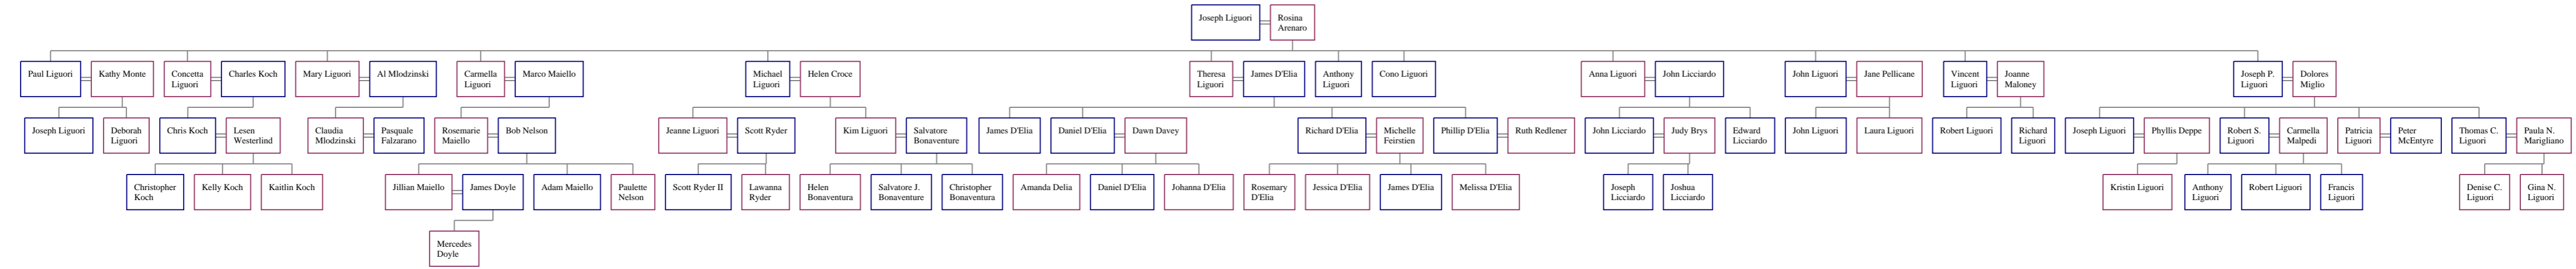 Joseph Liguori
Rosina
Arenaro
Paul Liguori
Kathy Monte
Concetta
Liguori
Charles Koch
Mary Liguori
Al Mlodzinski
Carmella
Liguori
Marco Maiello
Michael
Liguori
Helen Croce
Theresa
Liguori
James D'Elia
Anthony
Liguori
Cono Liguori
Anna Liguori
John Licciardo
John Liguori
Jane Pellicane
Vincent
Liguori
Joanne
Maloney
Joseph P.
Liguori
Dolores
Miglio
Joseph Liguori
Deborah
Liguori
Chris Koch
Lesen
Westerlind
Claudia
Mlodzinski
Pasquale
Falzarano
Rosemarie
Maiello
Bob Nelson
Jeanne Liguori
Scott Ryder
Kim Liguori
Salvatore
Bonaventure
James D'Elia
Daniel D'Elia
Dawn Davey
Richard D'Elia
Michelle
Feirstien
Phillip D'Elia
Ruth Redlener
John Licciardo
Judy Brys
Edward
Licciardo
John Liguori
Laura Liguori
Robert Liguori
Richard
Liguori
Joseph Liguori
Phyllis Deppe
Robert S.
Liguori
Carmella
Malpedi
Patricia
Liguori
Peter
McEntyre
Thomas C.
Liguori
Paula N.
Marigliano
Christopher
Koch
Kelly Koch
Kaitlin Koch
Jillian Maiello
James Doyle
Adam Maiello
Paulette
Nelson
Scott Ryder II
Lawanna
Ryder
Helen
Bonaventura
Salvatore J.
Bonaventure
Christopher
Bonaventura
Amanda Delia
Daniel D'Elia
Johanna D'Elia
Rosemary
D'Elia
Jessica D'Elia
James D'Elia
Melissa D'Elia
Joseph
Licciardo
Joshua
Licciardo
Kristin Liguori
Anthony
Liguori
Robert Liguori
Francis
Liguori
Denise C.
Liguori
Gina N.
Liguori
Mercedes
Doyle